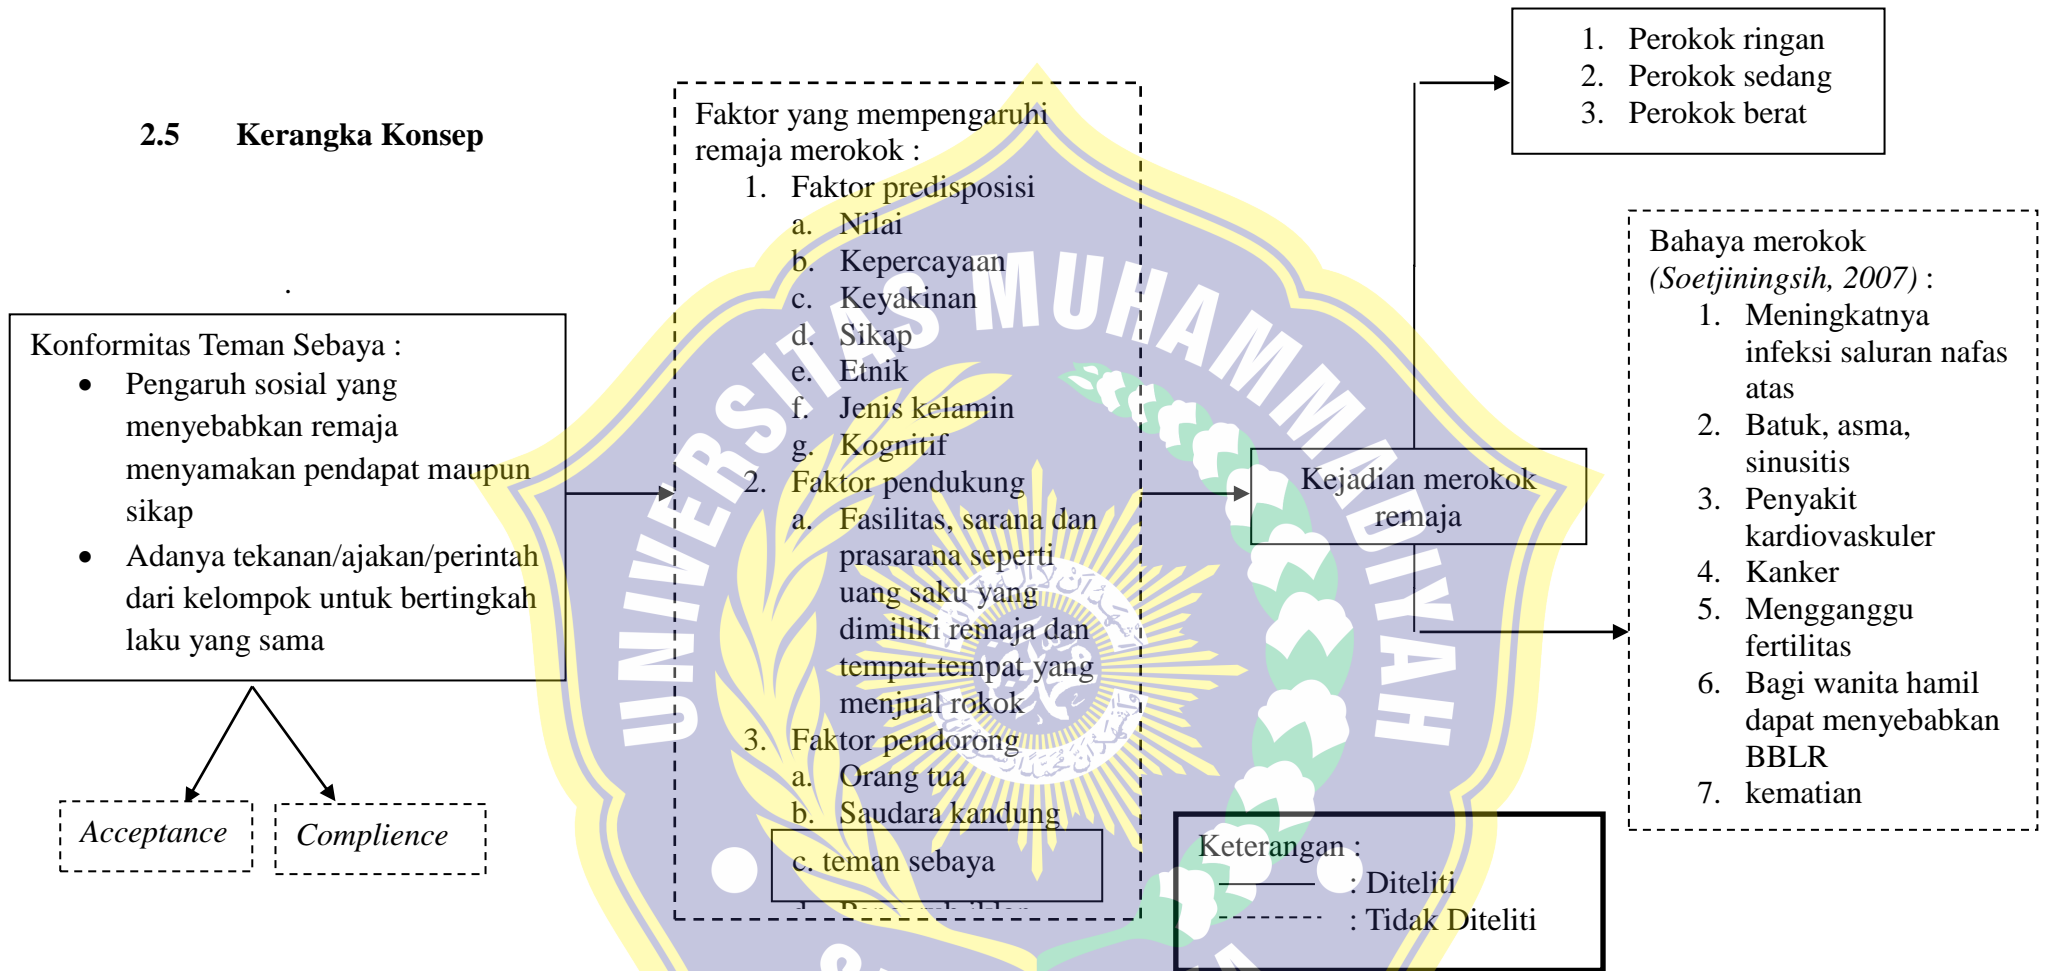 2.5 Kerangka Konsep
.
Konformitas Teman Sebaya :
• Pengaruh sosial yang
menyebabkan remaja
menyamakan pendapat maupun
sikap
• Adanya tekanan/ajakan/perintah
dari kelompok untuk bertingkah
laku yang sama
Acceptance
Complience
Faktor yang mempengaruhi
remaja merokok :
1. Faktor predisposisi
a. Nilai
b. Kepercayaan
c. Keyakinan
d. Sikap
e. Etnik
f. Jenis kelamin
g. Kognitif
2. Faktor pendukung
a. Fasilitas, sarana dan
prasarana seperti
uang saku yang
dimiliki remaja dan
tempat-tempat yang
menjual rokok
3. Faktor pendorong
a. Orang tua
b. Saudara kandung
c. teman sebaya
Kejadian merokok
remaja
1. Perokok ringan
2. Perokok sedang
3. Perokok berat
Bahaya merokok
(Soetjiningsih, 2007) :
1. Meningkatnya
infeksi saluran nafas
atas
2. Batuk, asma,
sinusitis
3. Penyakit
kardiovaskuler
4. Kanker
5. Mengganggu
fertilitas
6. Bagi wanita hamil
dapat menyebabkan
BBLR
7. kematian
Keterangan :
: Diteliti
: Tidak Diteliti
UNIVERSITAS MUHAMMADIYAH